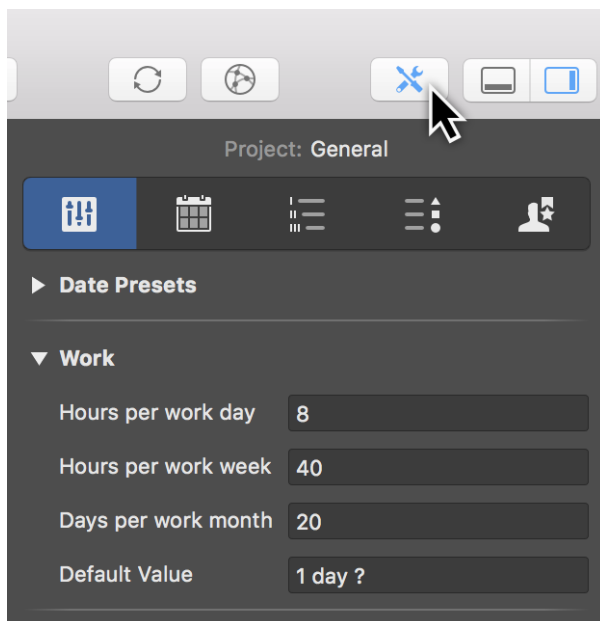 Project: General
Date Presets
Work
Hours per work day 8
Hours per work week 40
Days per work month 20
Default Value 1 day ?